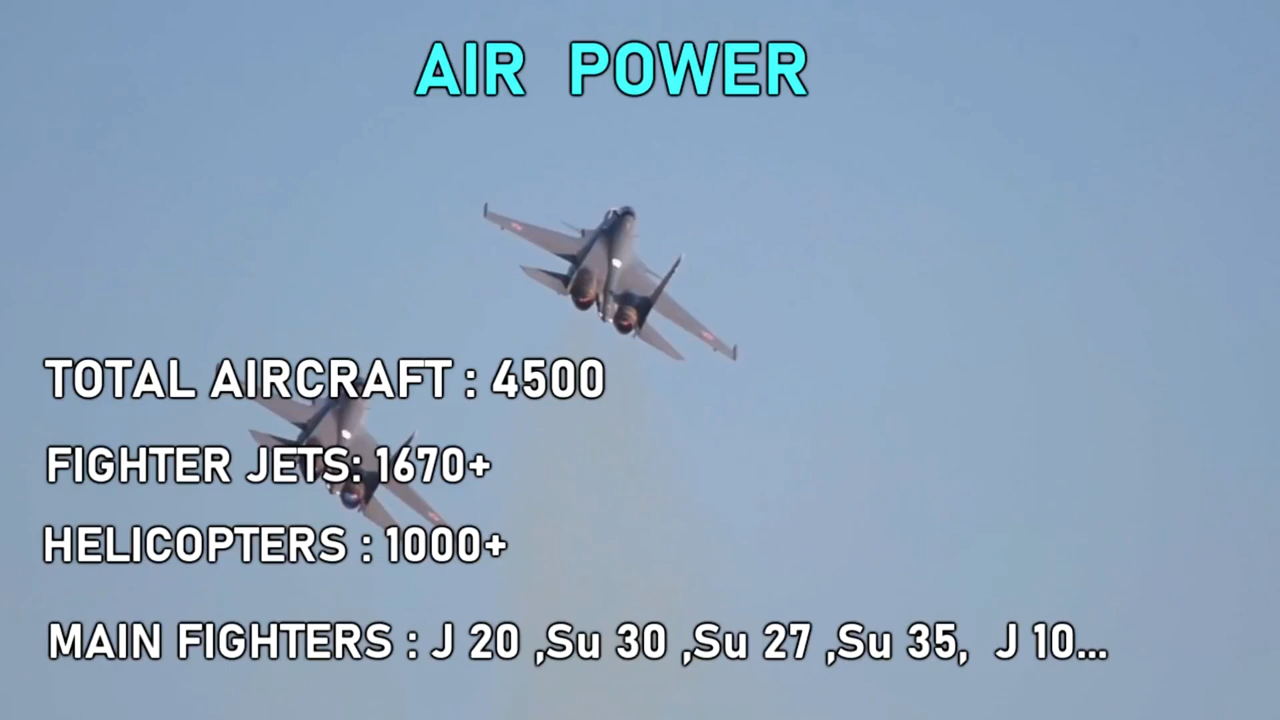 AIR POWER
TOTAL AIRCRAFT : 4500
FIGHTER JETS: 1670+
HELICOPTERS : 1000+
MAIN FIGHTERS : J 20 ,Su 30 ,Su 27 ,Su 35, J 10...